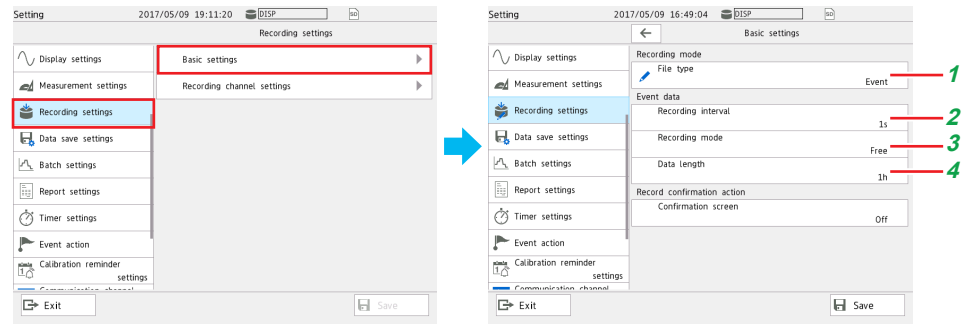 Setting 2017/05/09 19:11:20 DISP SD
Recording settings
Display settings
Measurement settings
Recording settings
Data save settings
Batch settings
Report settings
Timer settings
Event action
Calibration reminder
settings
Communication channel
Basic settings
Recording channel settings
Exit
Save
Setting 2017/05/09 16:49:04 DISP SD
Basic settings
Display settings
Measurement settings
Recording settings
Data save settings
Batch settings
Report settings
Timer settings
Event action
Calibration reminder
settings
Communication channel
Recording mode
File type
Event
1
Event data
Recording interval
1s
2
Recording mode
Free
3
Data length
1h
4
Record confirmation action
Confirmation screen
Off
Exit
Save